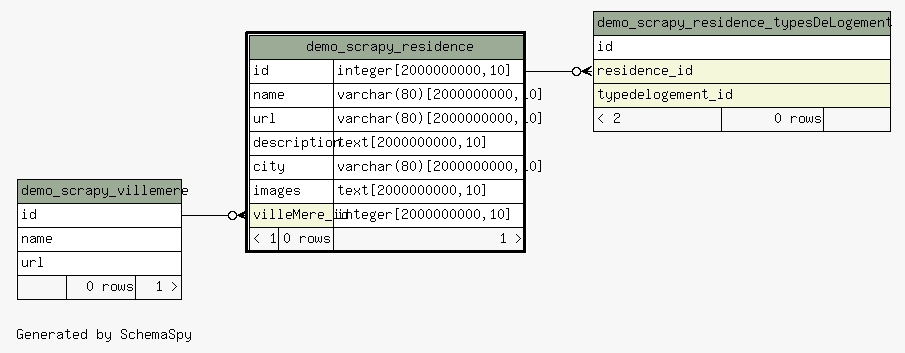 demo_scrapy_residence_typesDeLogement
id
residence_id
typedelogement_id
< 2 0 rows
demo_scrapy_residence
id integer[2000000000,10]
name varchar(80)[2000000000,10]
url varchar(80)[2000000000,10]
description text[2000000000,10]
city varchar(80)[2000000000,10]
images text[2000000000,10]
villeMere_id integer[2000000000,10]
< 1 0 rows 1 >
demo_scrapy_villemere
id
name
url
0 rows 1 >
Generated by SchemaSpy